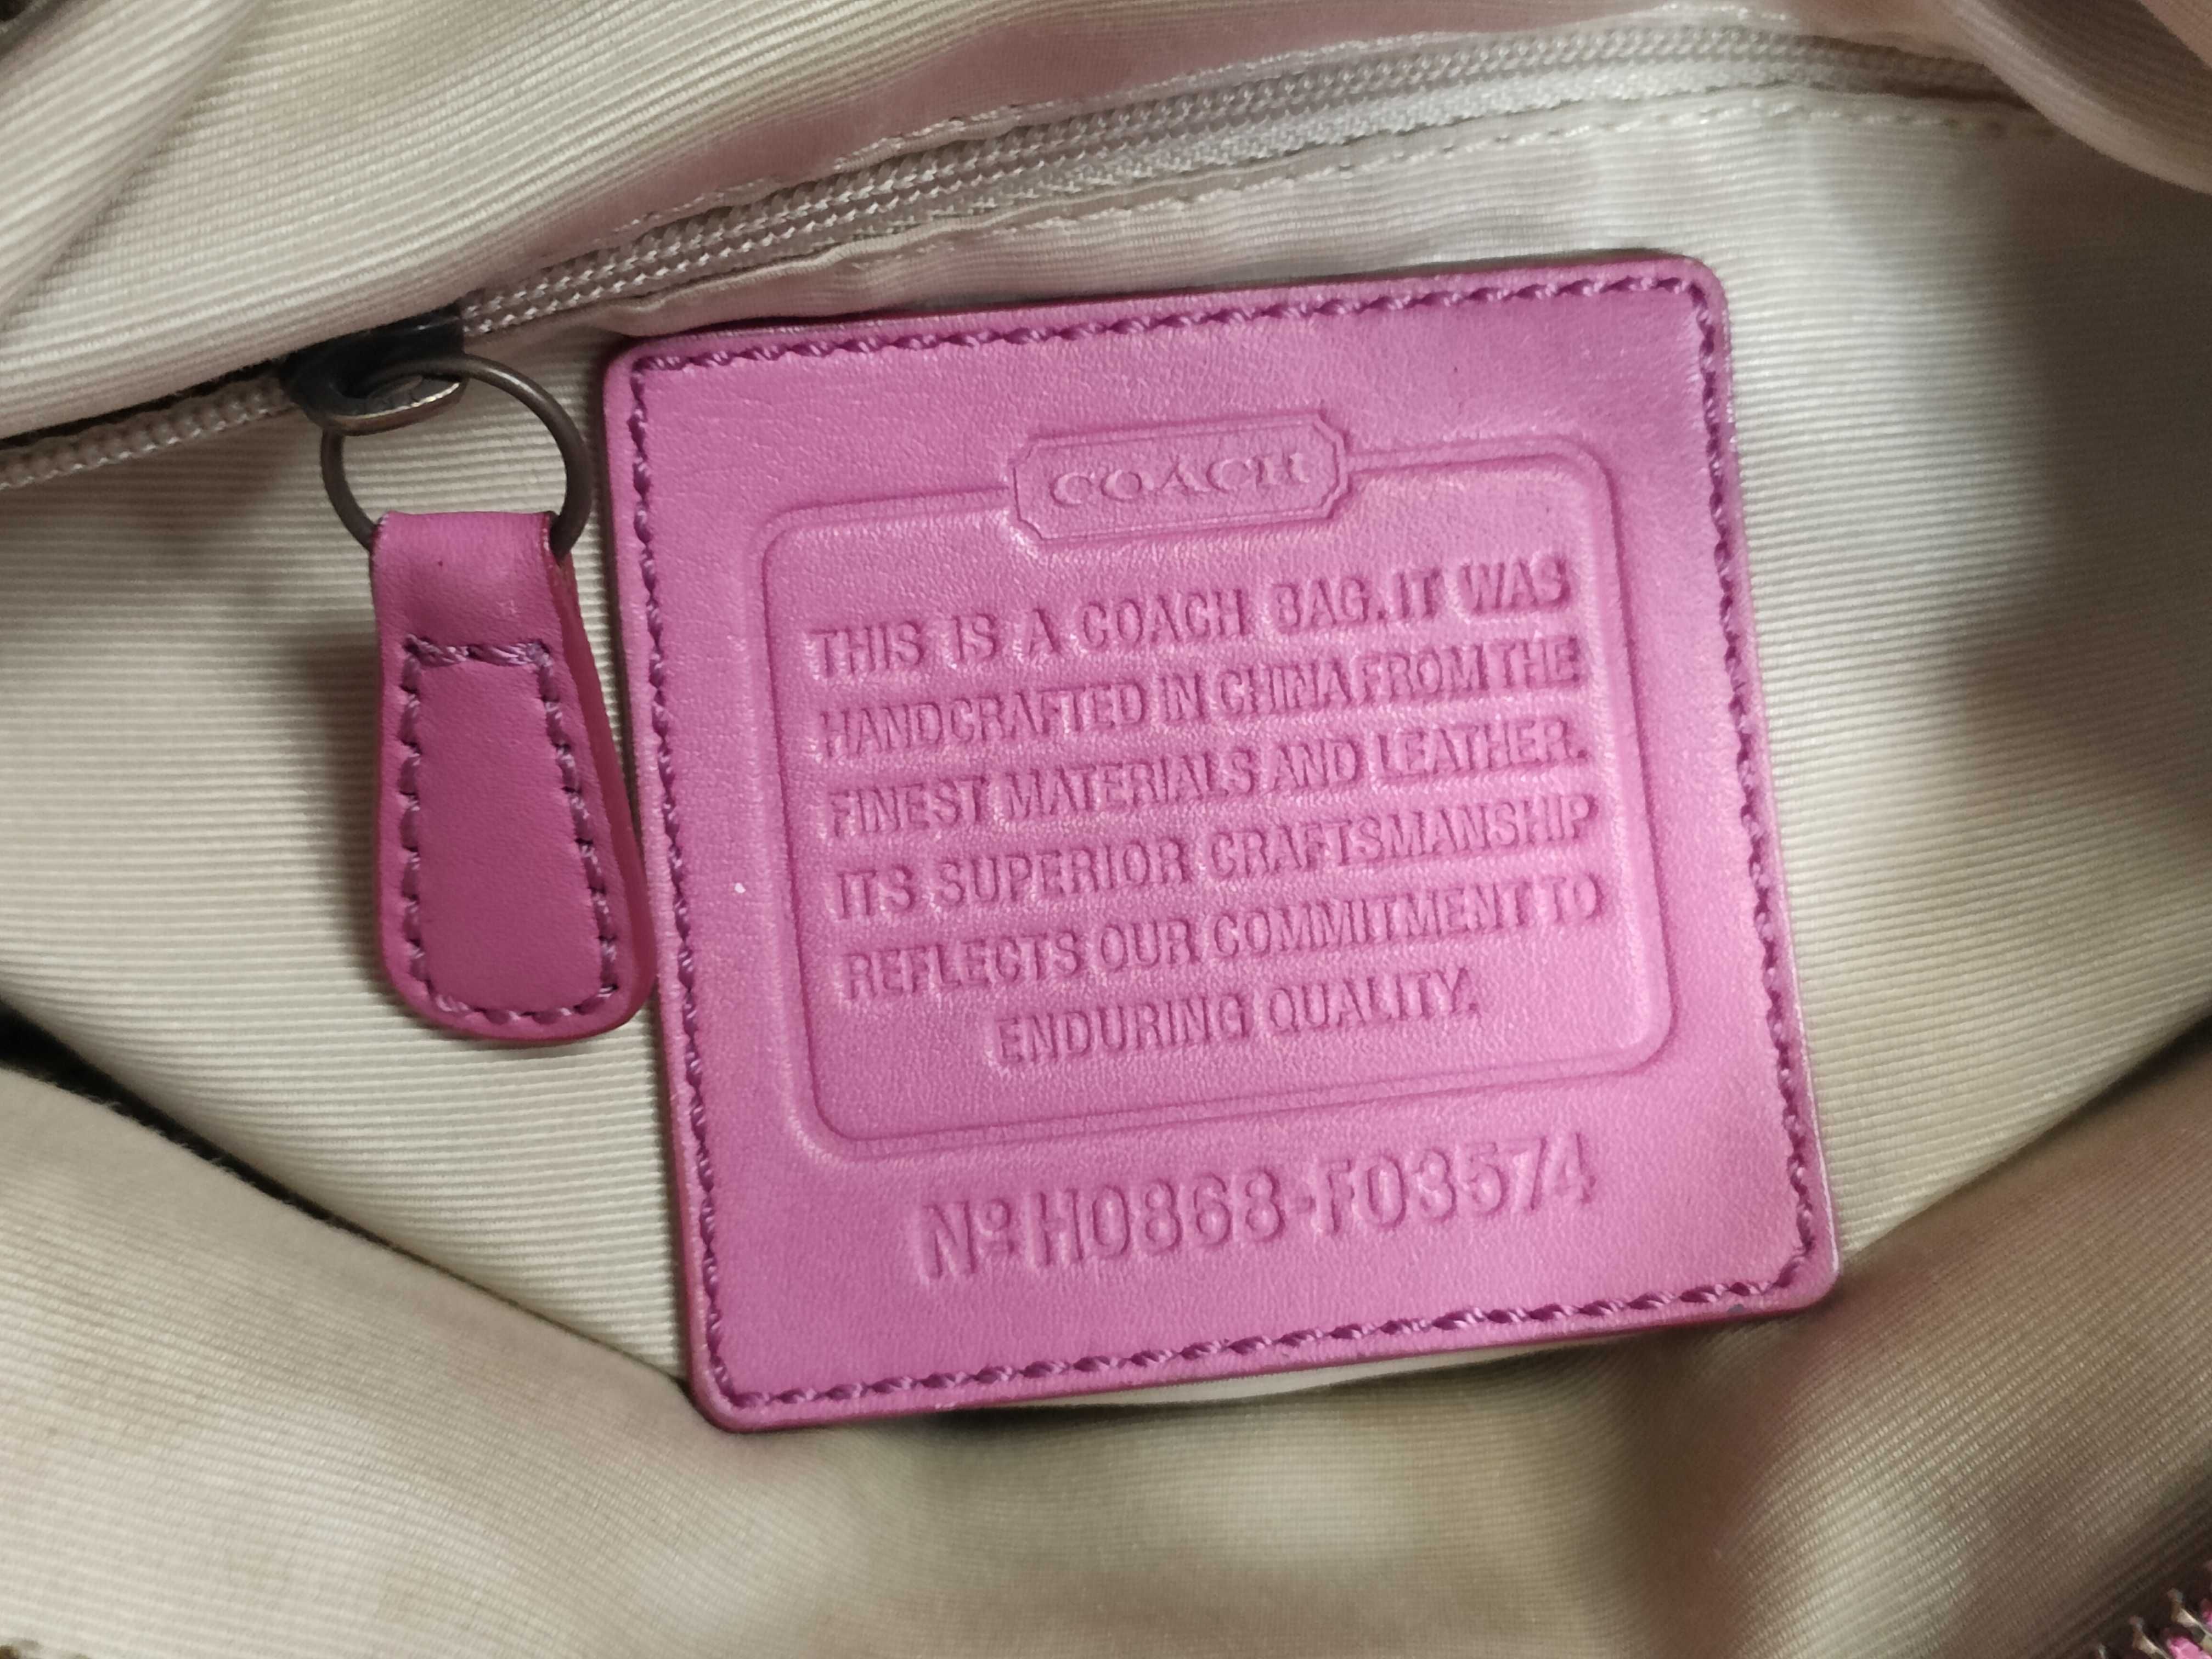 COACH
THIS IS A COACH BAG. IT WAS
HANDCRAFTED IN CHINA FROM THE
FINEST MATERIALS AND LEATHER.
ITS SUPERIOR CRAFTSMANSHIP
REFLECTS OUR COMMITMENT TO
ENDURING QUALITY.
Nº H0868-F03574